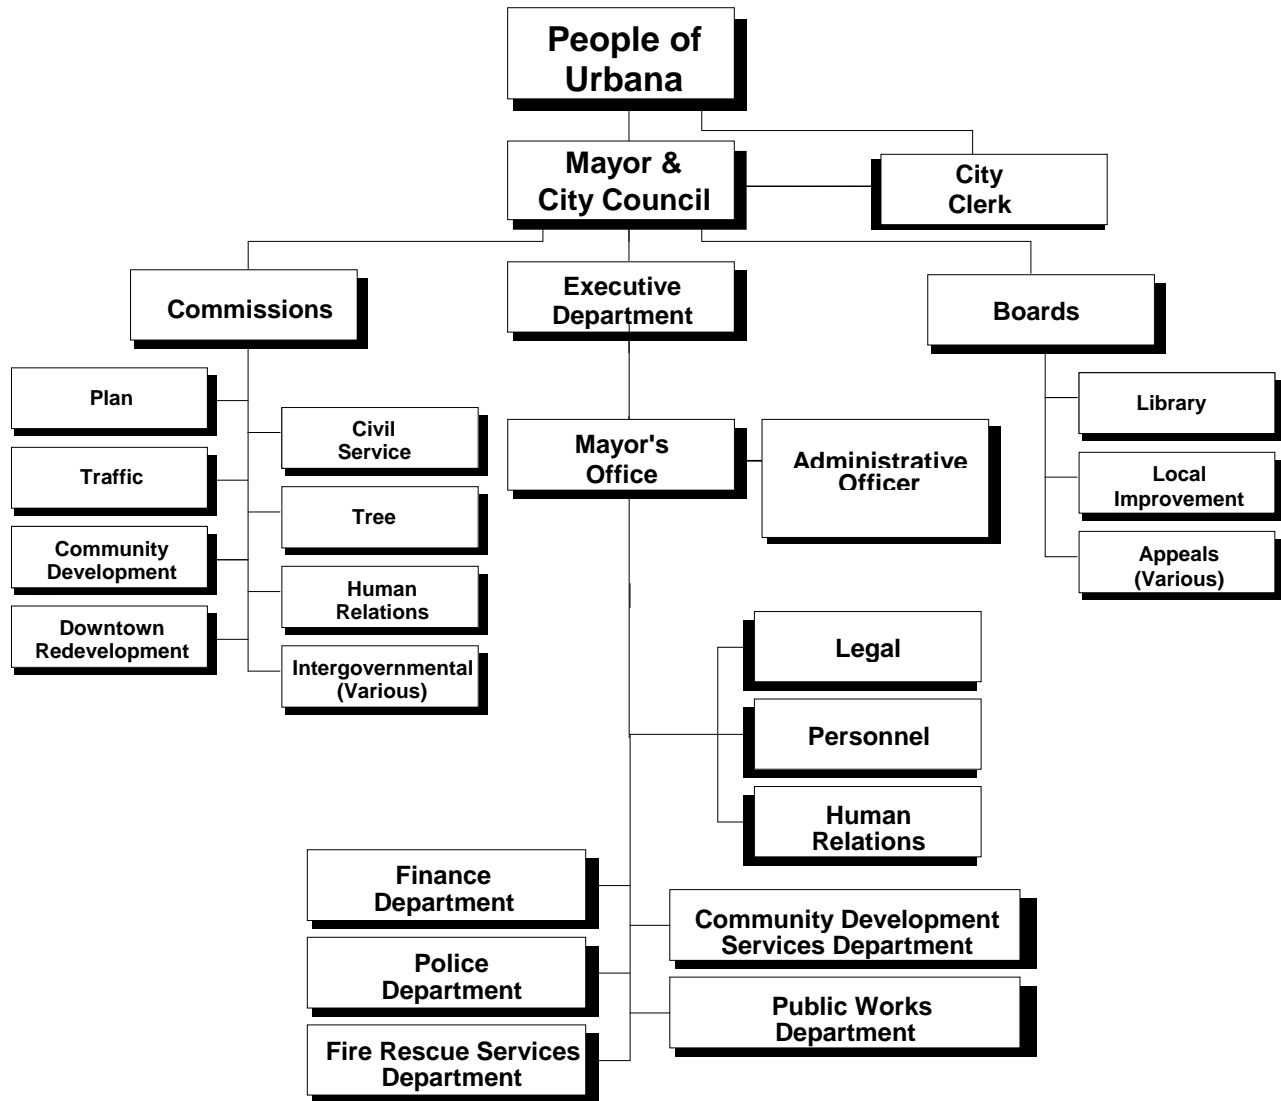 People of
Urbana
Mayor &
City Council
City
Clerk
Commissions
Executive
Department
Boards
Plan
Traffic
Community
Development
Downtown
Redevelopment
Civil
Service
Tree
Human
Relations
Intergovernmental
(Various)
Mayor's
Office
Administrative
Officer
Library
Local
Improvement
Appeals
(Various)
Legal
Personnel
Human
Relations
Finance
Department
Police
Department
Fire Rescue Services
Department
Community Development
Services Department
Public Works
Department